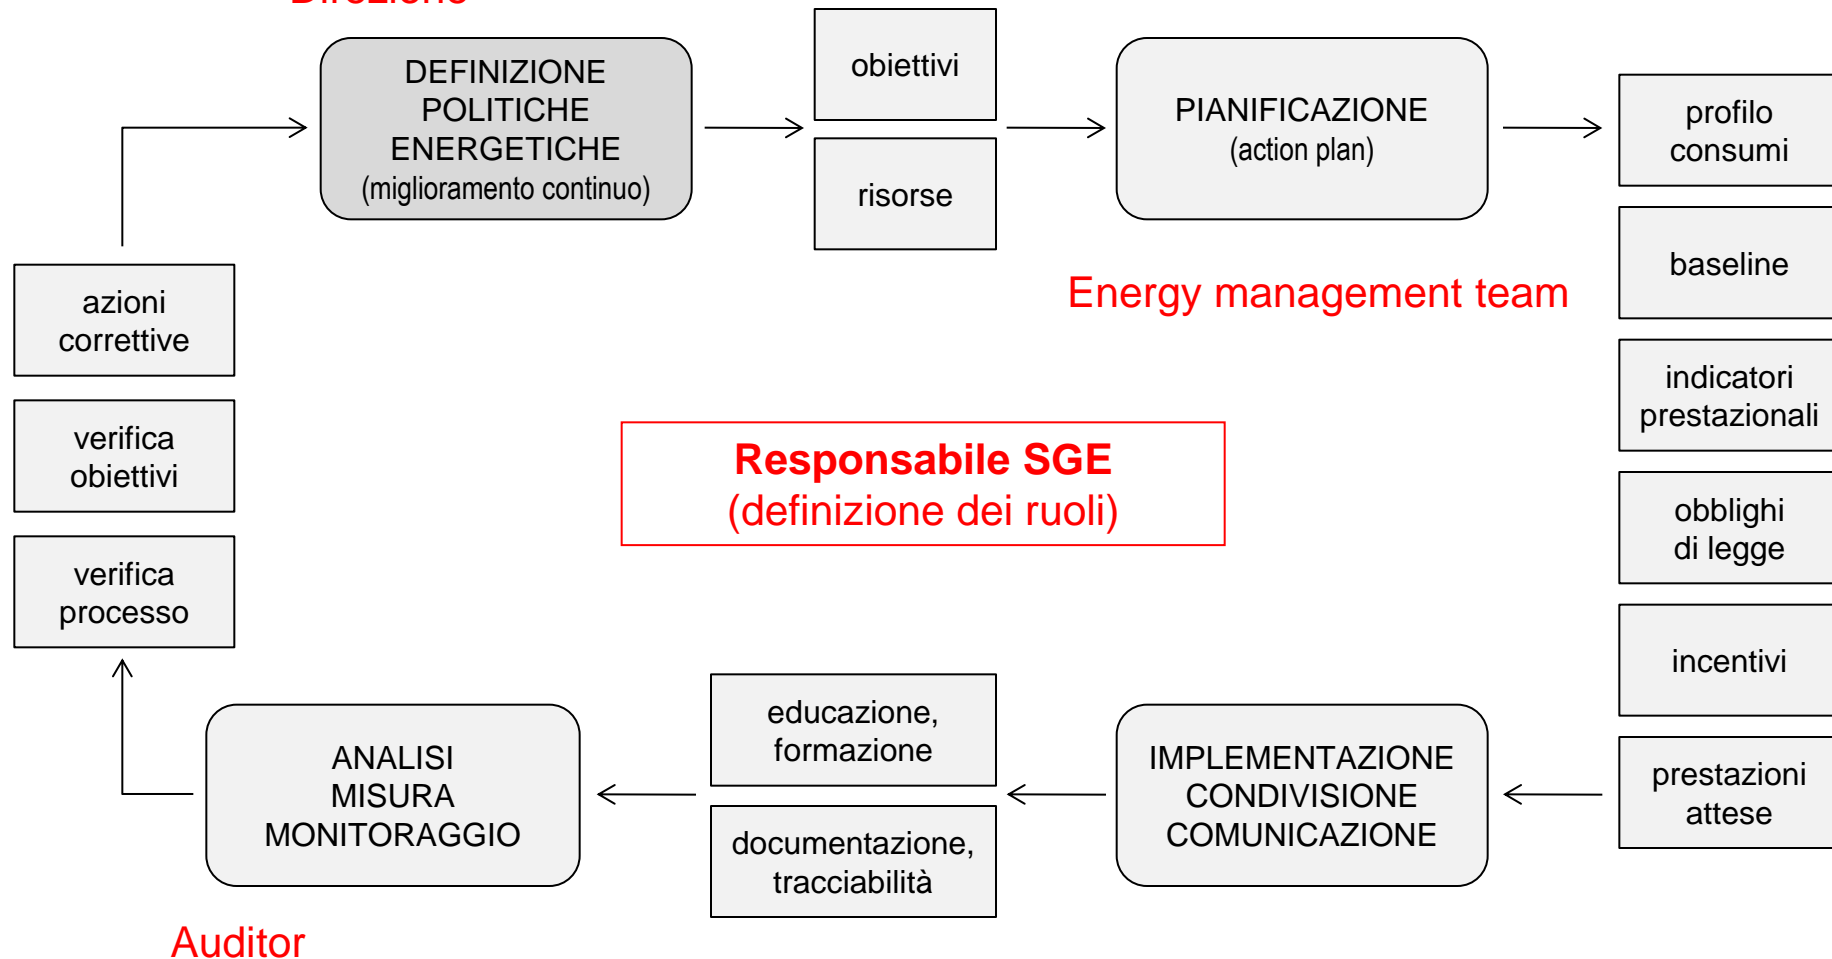 Direzione
DEFINIZIONE
POLITICHE
ENERGETICHE
(miglioramento continuo)
obiettivi
risorse
PIANIFICAZIONE
(action plan)
profilo
consumi
baseline
indicatori
prestazionali
obblighi
di legge
incentivi
prestazioni
attese
Energy management team
Responsabile SGE
(definizione dei ruoli)
azioni
correttive
verifica
obiettivi
verifica
processo
IMPLEMENTAZIONE
CONDIVISIONE
COMUNICAZIONE
educazione,
formazione
documentazione,
tracciabilità
ANALISI
MISURA
MONITORAGGIO
Auditor